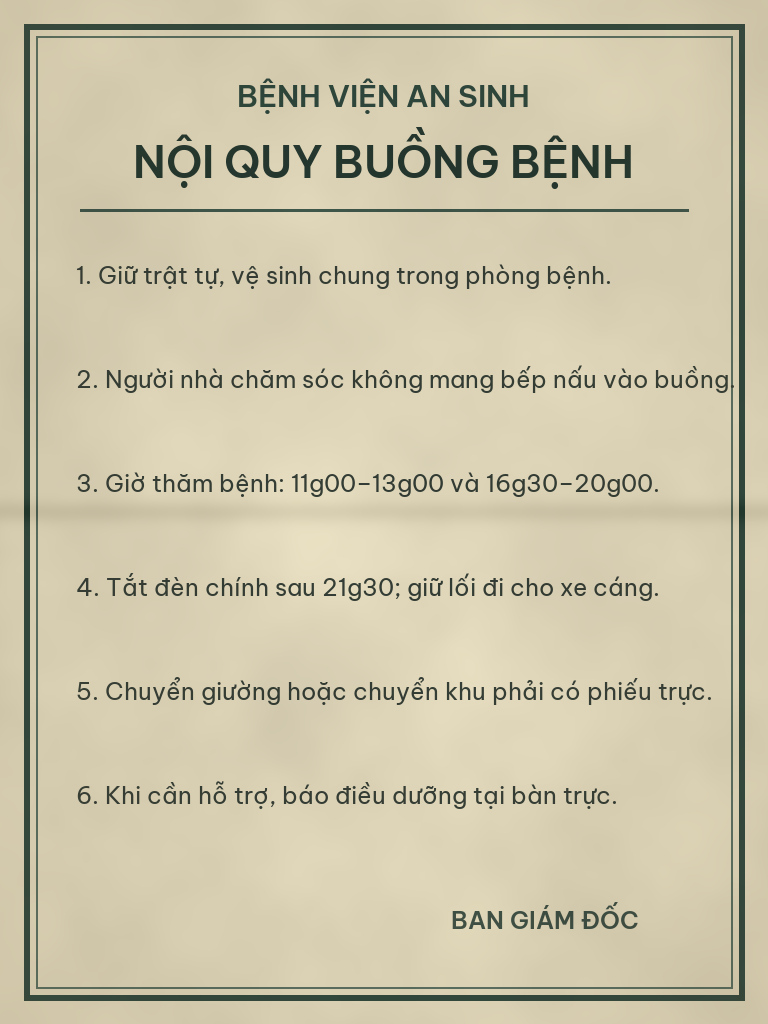 BỆNH VIỆN AN SINH
NỘI QUY BUỒNG BỆNH
1. Giữ trật tự, vệ sinh chung trong phòng bệnh.
2. Người nhà chăm sóc không mang bếp nấu vào buồng.
3. Giờ thăm bệnh: 11g00–13g00 và 16g30–20g00.
4. Tắt đèn chính sau 21g30; giữ lối đi cho xe cáng.
5. Chuyển giường hoặc chuyển khu phải có phiếu trực.
6. Khi cần hỗ trợ, báo điều dưỡng tại bàn trực.
BAN GIÁM ĐỐC